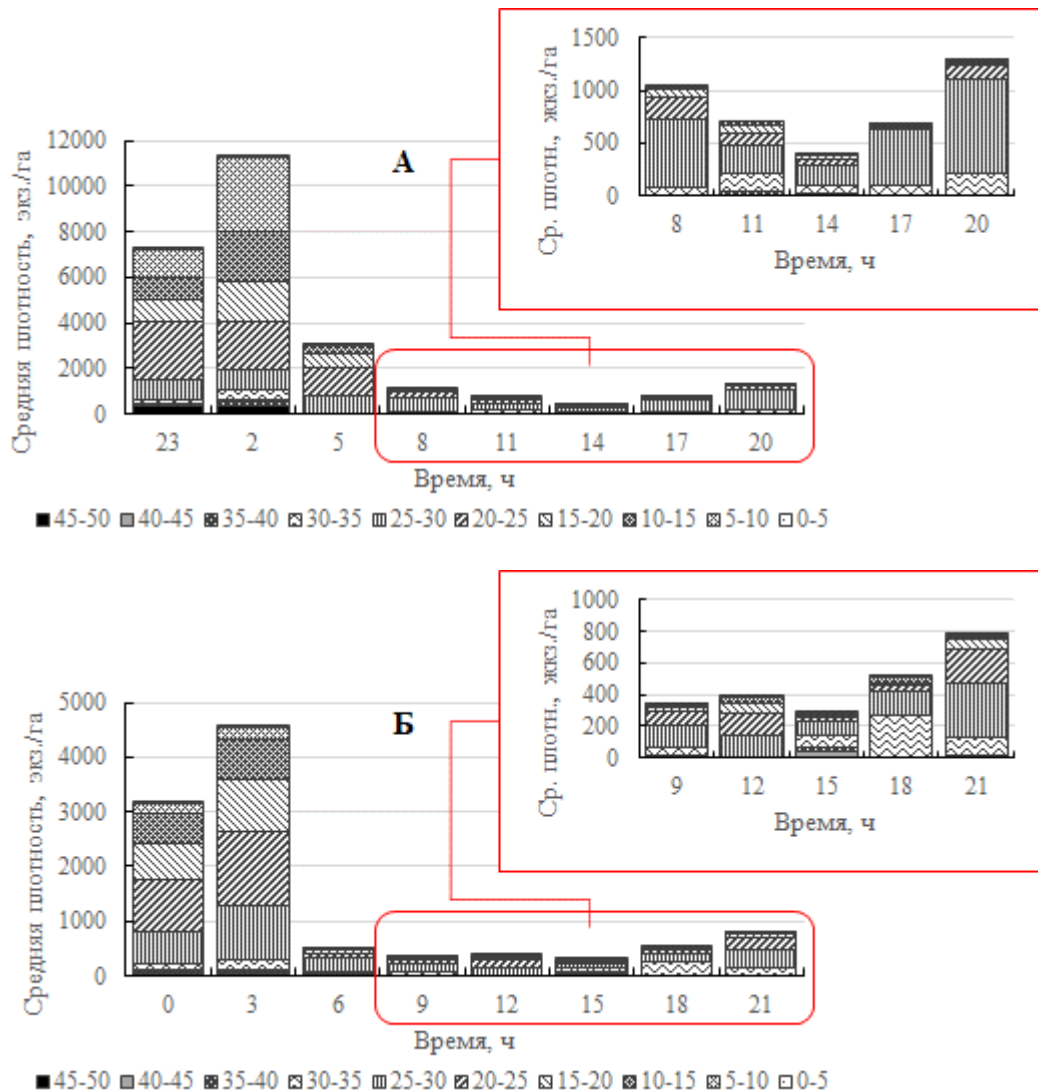 1500
1000
500
0
Ср. плотн., жкз./га
8 11 14 17 20
Время, ч
А
12000
10000
8000
6000
4000
2000
0
Средняя плотность, экз./га
23 2 5 8 11 14 17 20
Время, ч
45-50 40-45 35-40 30-35 25-30 20-25 15-20 10-15 5-10 0-5
1000
800
600
400
200
0
Ср. плотн., жкз./га
9 12 15 18 21
Время, ч
Б
5000
4000
3000
2000
1000
0
Средняя плотность, экз./га
0 3 6 9 12 15 18 21
Время, ч
45-50 40-45 35-40 30-35 25-30 20-25 15-20 10-15 5-10 0-5